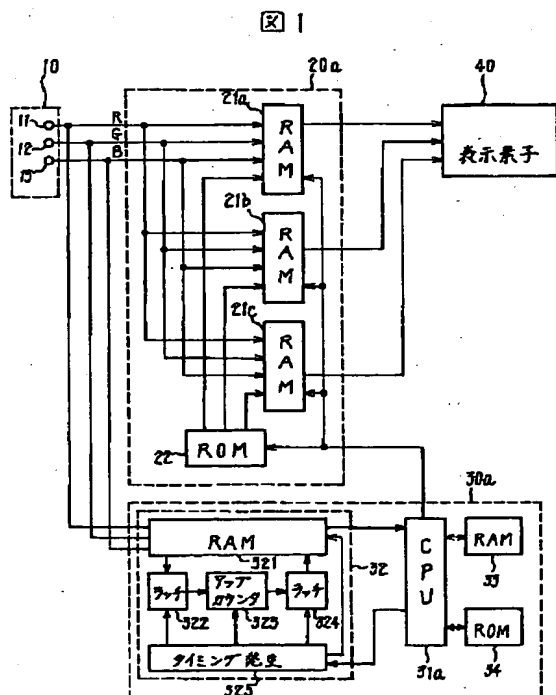 図 1
10
20a
40
11
12
13
R
G
B
21a
RAM
表示素子
21b
RAM
21c
RAM
22
ROM
30a
RAM
321
32
ラッチ
322
アップ
カウンタ
323
ラッチ
324
タイミング発生
325
CPU
31a
RAM
33
ROM
34